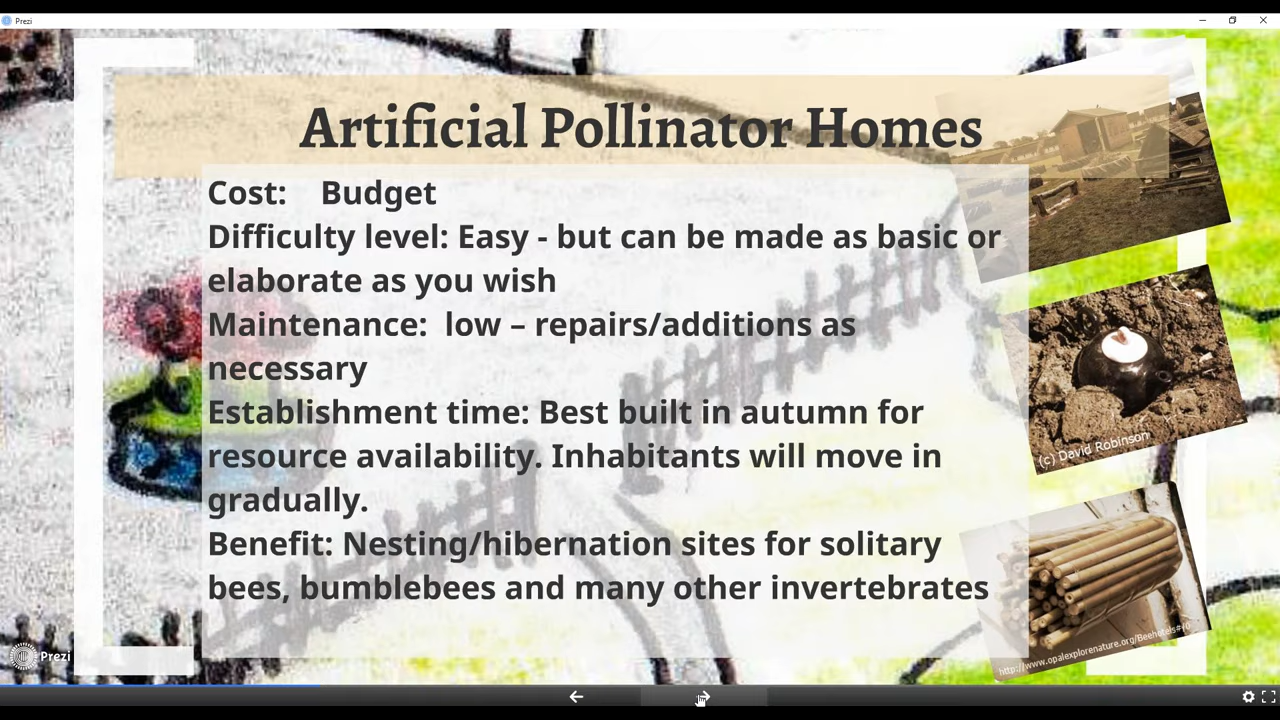 Prezi
Artificial Pollinator Homes
Cost: Budget
Difficulty level: Easy - but can be made as basic or
elaborate as you wish
Maintenance: low – repairs/additions as
necessary
Establishment time: Best built in autumn for
resource availability. Inhabitants will move in
gradually.
Benefit: Nesting/hibernation sites for solitary
bees, bumblebees and many other invertebrates
(c) David Robinson
Prezi